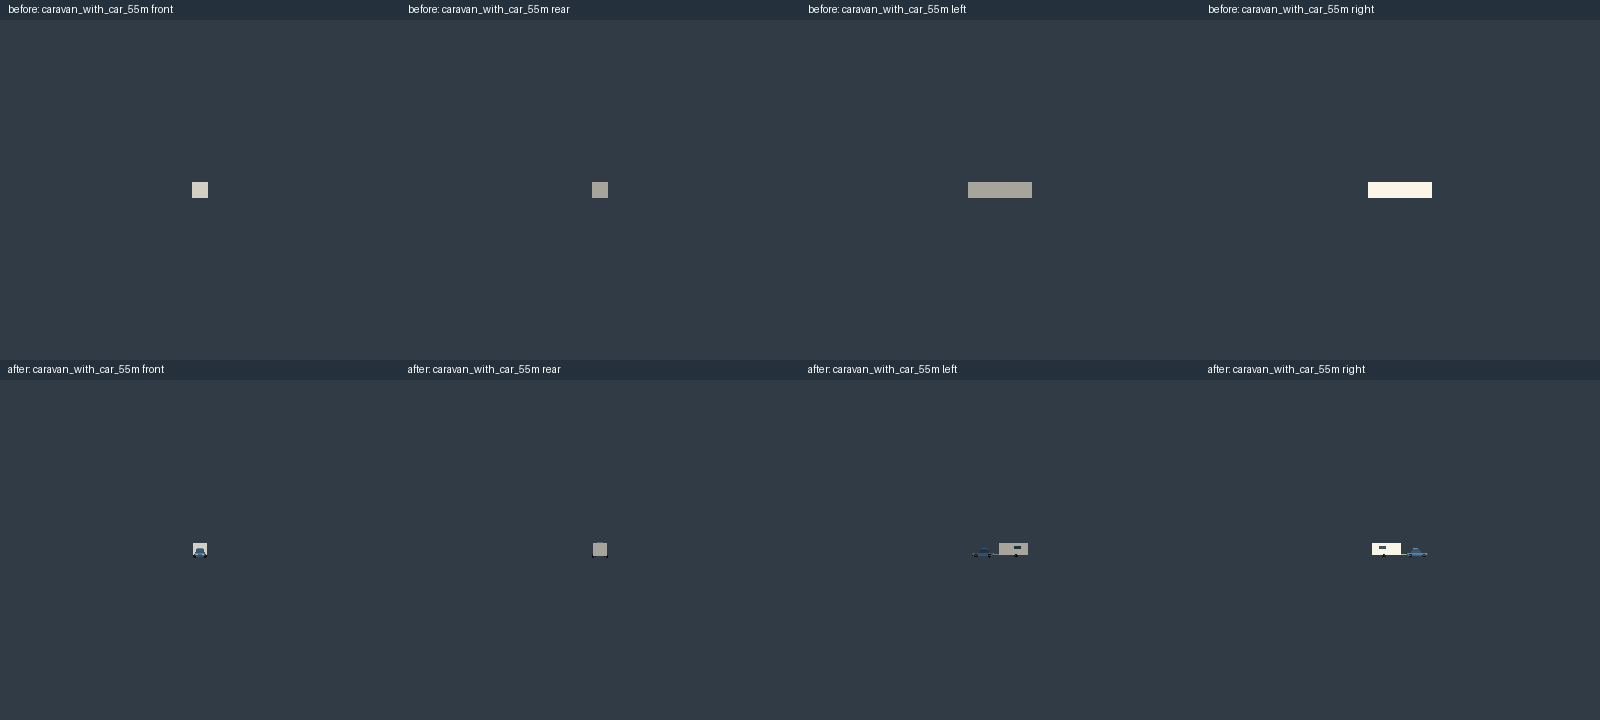 before: caravan_with_car_55m front
before: caravan_with_car_55m rear
before: caravan_with_car_55m left
before: caravan_with_car_55m right
after: caravan_with_car_55m front
after: caravan_with_car_55m rear
after: caravan_with_car_55m left
after: caravan_with_car_55m right